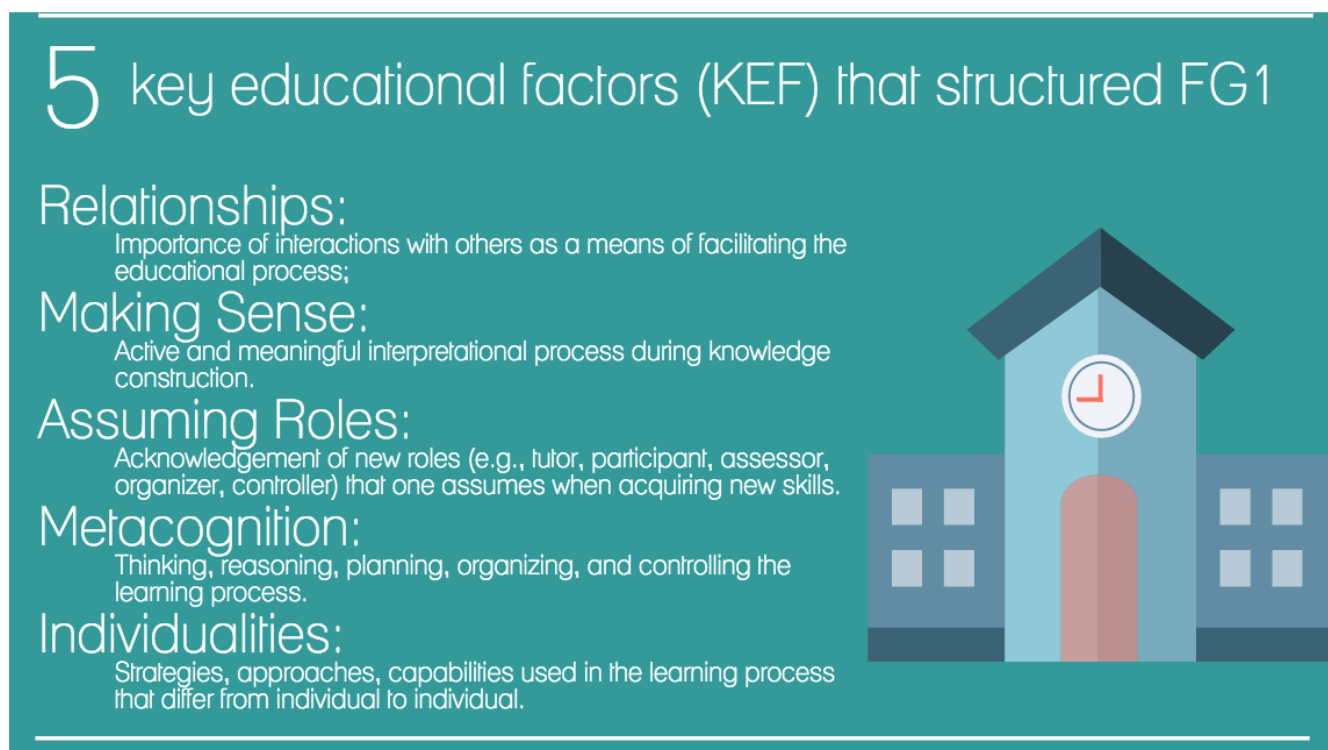 5 key educational factors (KEF) that structured FG1
Relationships:
Importance of interactions with others as a means of facilitating the
educational process;
Making Sense:
Active and meaningful interpretational process during knowledge
construction.
Assuming Roles:
Acknowledgement of new roles (e.g., tutor, participant, assessor,
organizer, controller) that one assumes when acquiring new skills.
Metacognition:
Thinking, reasoning, planning, organizing, and controlling the
learning process.
Individualities:
Strategies, approaches, capabilities used in the learning process
that differ from individual to individual.